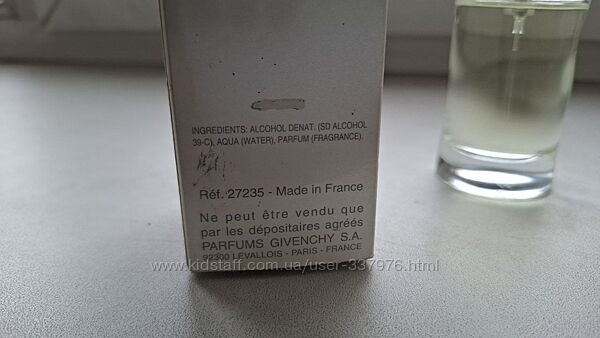 INGREDIENTS: ALCOHOL DENAT. (SD ALCOHOL
39-C), AQUA (WATER), PARFUM (FRAGRANCE).
Réf. 27235 - Made in France
Ne peut être vendu que
par les dépositaires agréés
PARFUMS GIVENCHY S.A.
92300 LEVALLOIS - PARIS - FRANCE
www.kidstaff.com.ua/user-337976.html